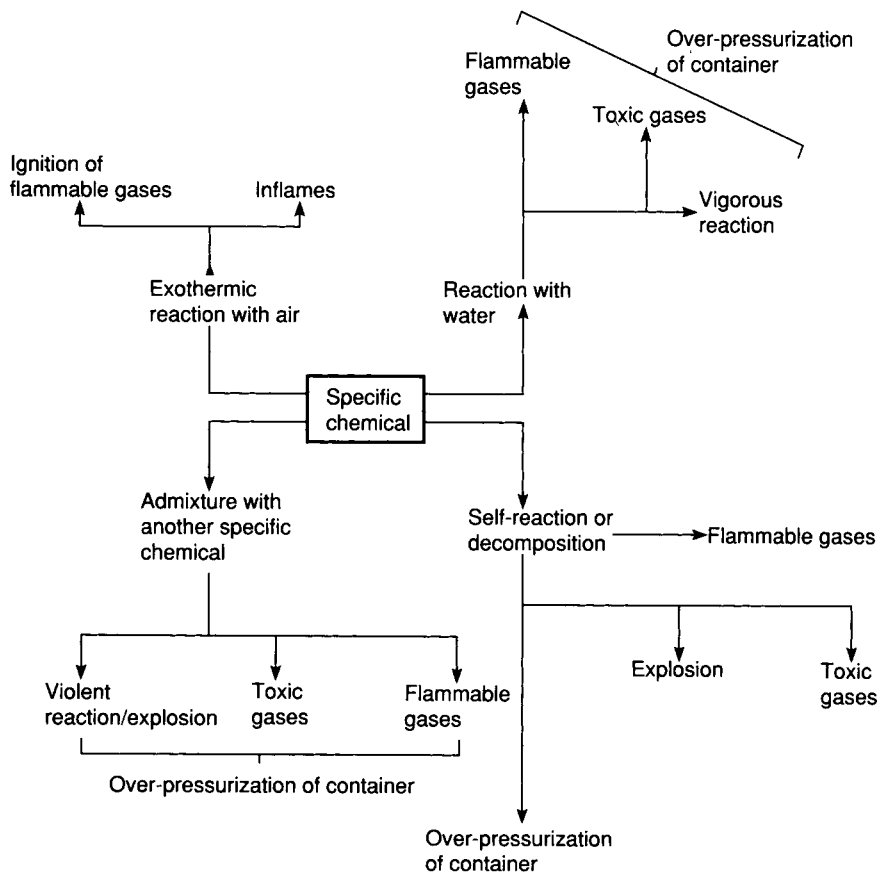 Over-pressurization
of container
Flammable
gases
Toxic gases
Ignition of
flammable gases
Inflames
Vigorous
reaction
Exothermic
reaction with air
Reaction with
water
Specific
chemical
Admixture with
another specific
chemical
Self-reaction or
decomposition
Flammable gases
Violent
reaction/explosion
Toxic
gases
Flammable
gases
Explosion
Toxic
gases
Over-pressurization of container
Over-pressurization
of container